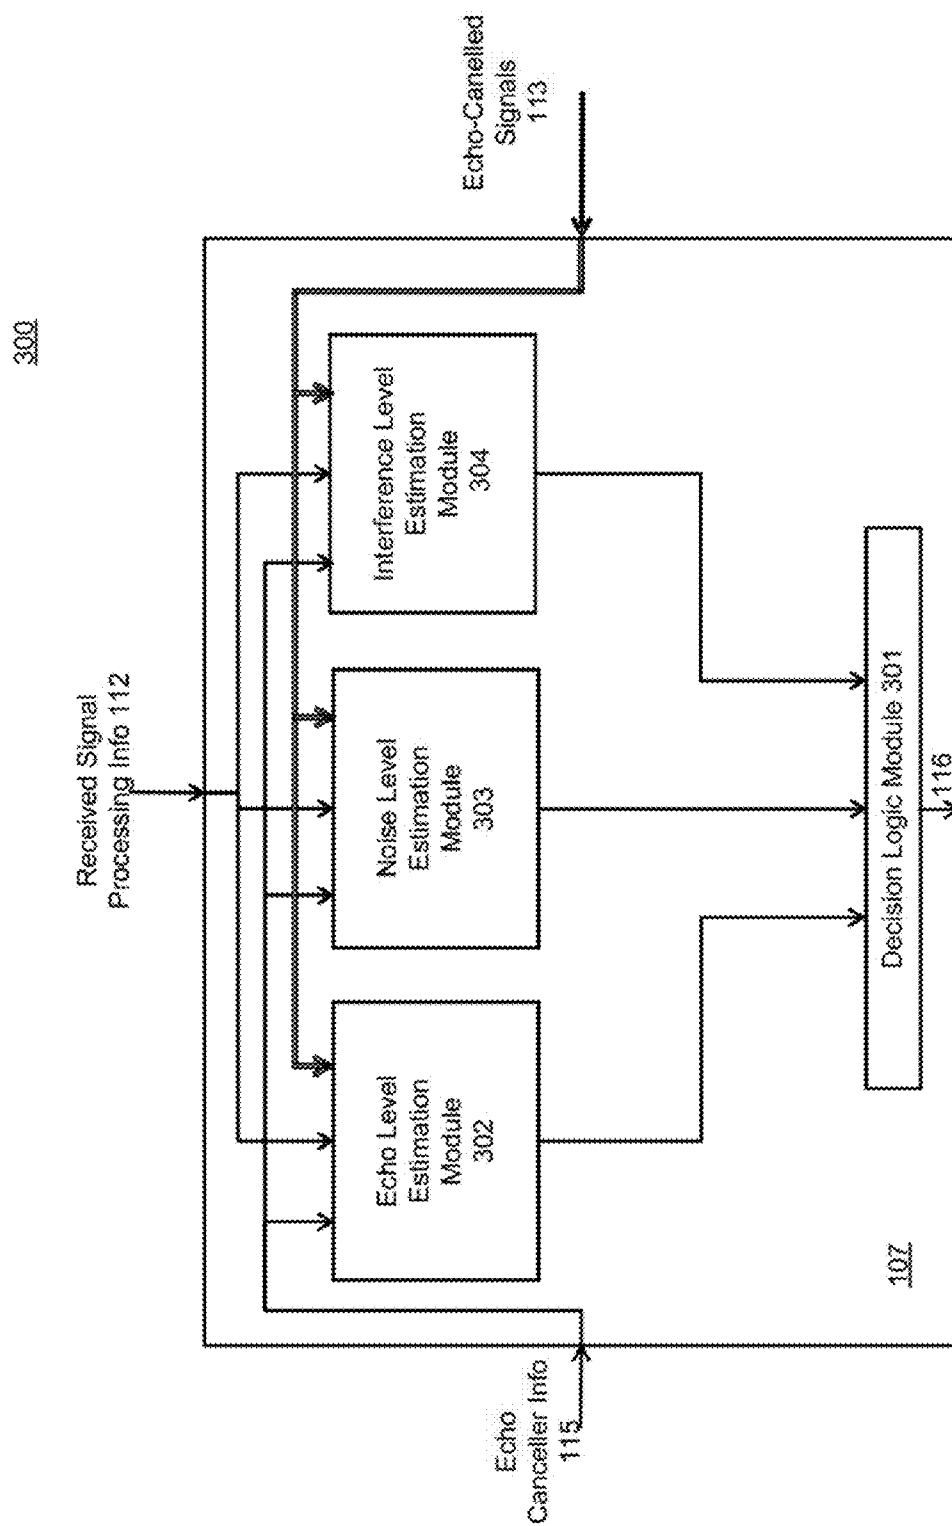 300
Received Signal
Processing Info 112
Echo
Canceller Info
115
Echo-Canelled
Signals
113
Echo Level
Estimation
Module
302
Noise Level
Estimation
Module
303
Interference Level
Estimation
Module
304
Decision Logic Module 301
107
116